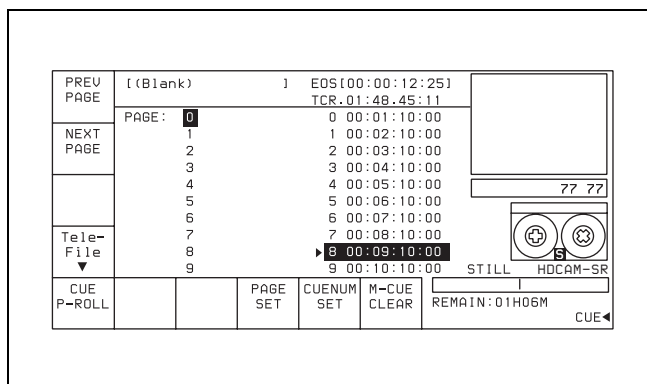 PREV PAGE
[(Blank) ] EOS[00:00:12:25]
TCR.01:48.45:11
NEXT PAGE
PAGE: 0
1
2
3
4
5
6
7
8
9
0 00:01:10:00
1 00:02:10:00
2 00:03:10:00
3 00:04:10:00
4 00:05:10:00
5 00:06:10:00
6 00:07:10:00
7 00:08:10:00
▶8 00:09:10:00
9 00:10:10:00
77 77
S
STILL HDCAM-SR
Tele-File
▼
CUE P-ROLL
PAGE SET
CUENUM SET
M-CUE CLEAR
REMAIN:01H06M
CUE◀